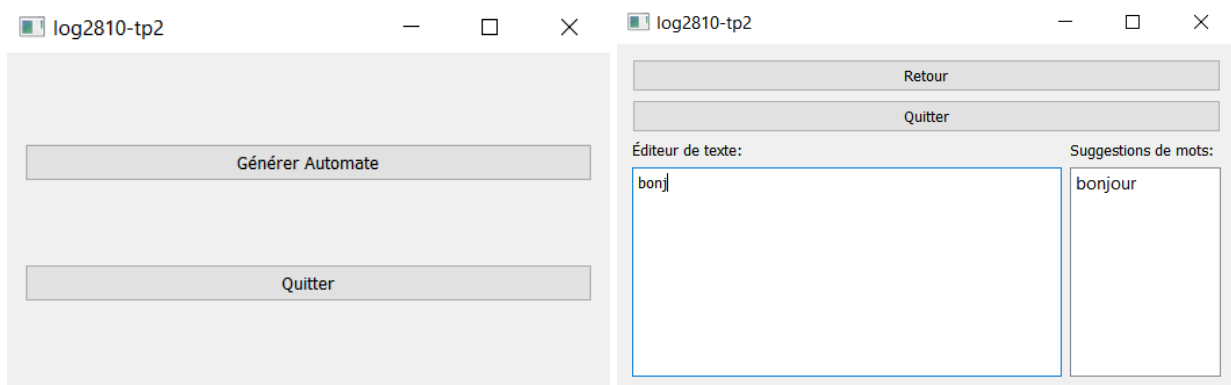 log2810-tp2
Générer Automate
Quitter
log2810-tp2
Retour
Quitter
Éditeur de texte:
Suggestions de mots:
bonj
bonjour